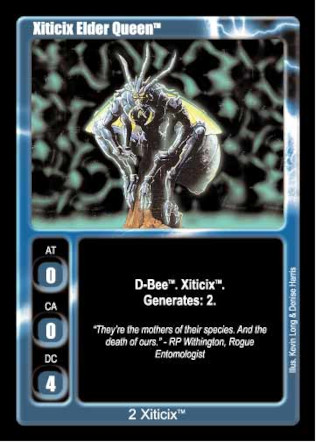 Xiticix Elder Queen™
AT
0
CA
0
DC
4
D-Bee™. Xiticix™.
Generates: 2.
"They're the mothers of their species. And the
death of ours." - RP Withington, Rogue
Entomologist
Illus. Kevin Long & Denise Harris
2 Xiticix™